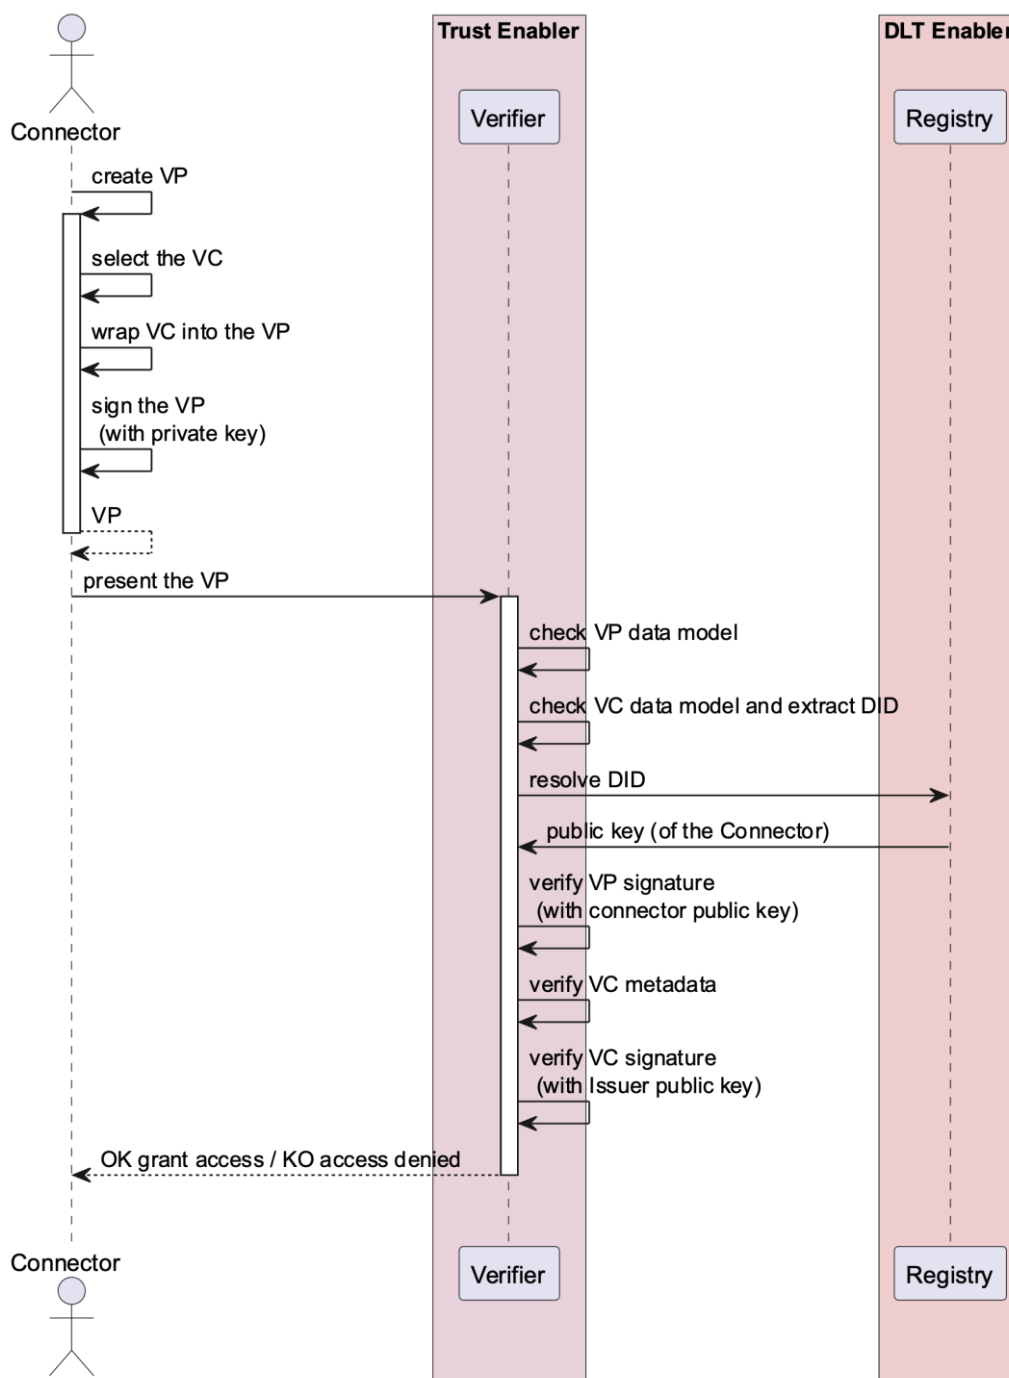 Trust Enabler
DLT Enabler
Connector
Verifier
Registry
create VP
select the VC
wrap VC into the VP
sign the VP
(with private key)
VP
present the VP
check VP data model
check VC data model and extract DID
resolve DID
public key (of the Connector)
verify VP signature
(with connector public key)
verify VC metadata
verify VC signature
(with Issuer public key)
OK grant access / KO access denied
Connector
Verifier
Registry